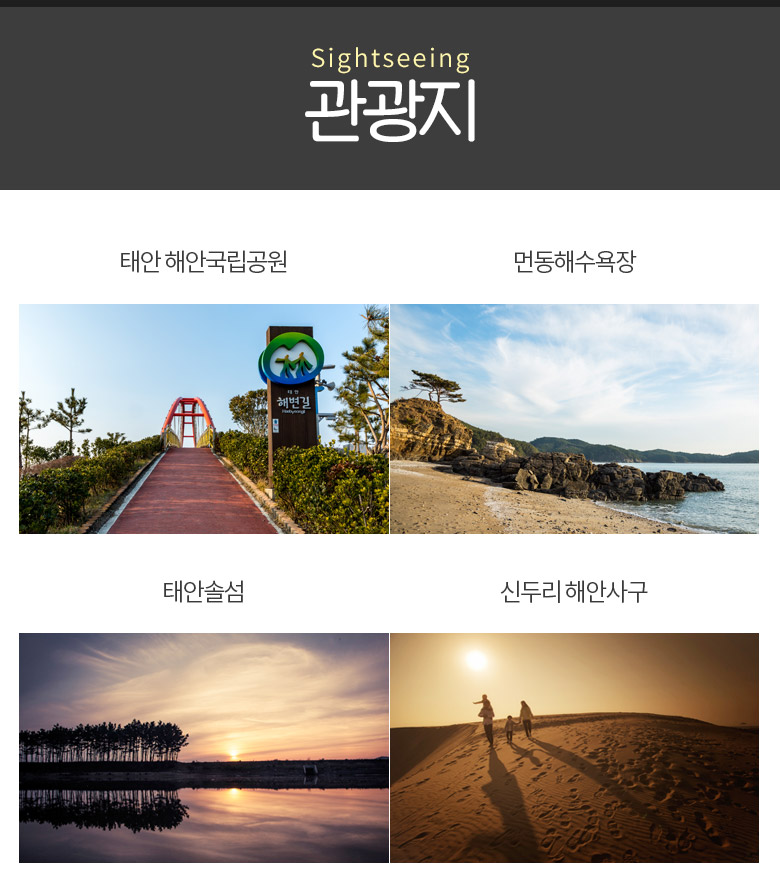 Sightseeing
관광지
태안 해안국립공원
먼동해수욕장
태안
해변길
Haebyengil
태안솔섬
신두리 해안사구